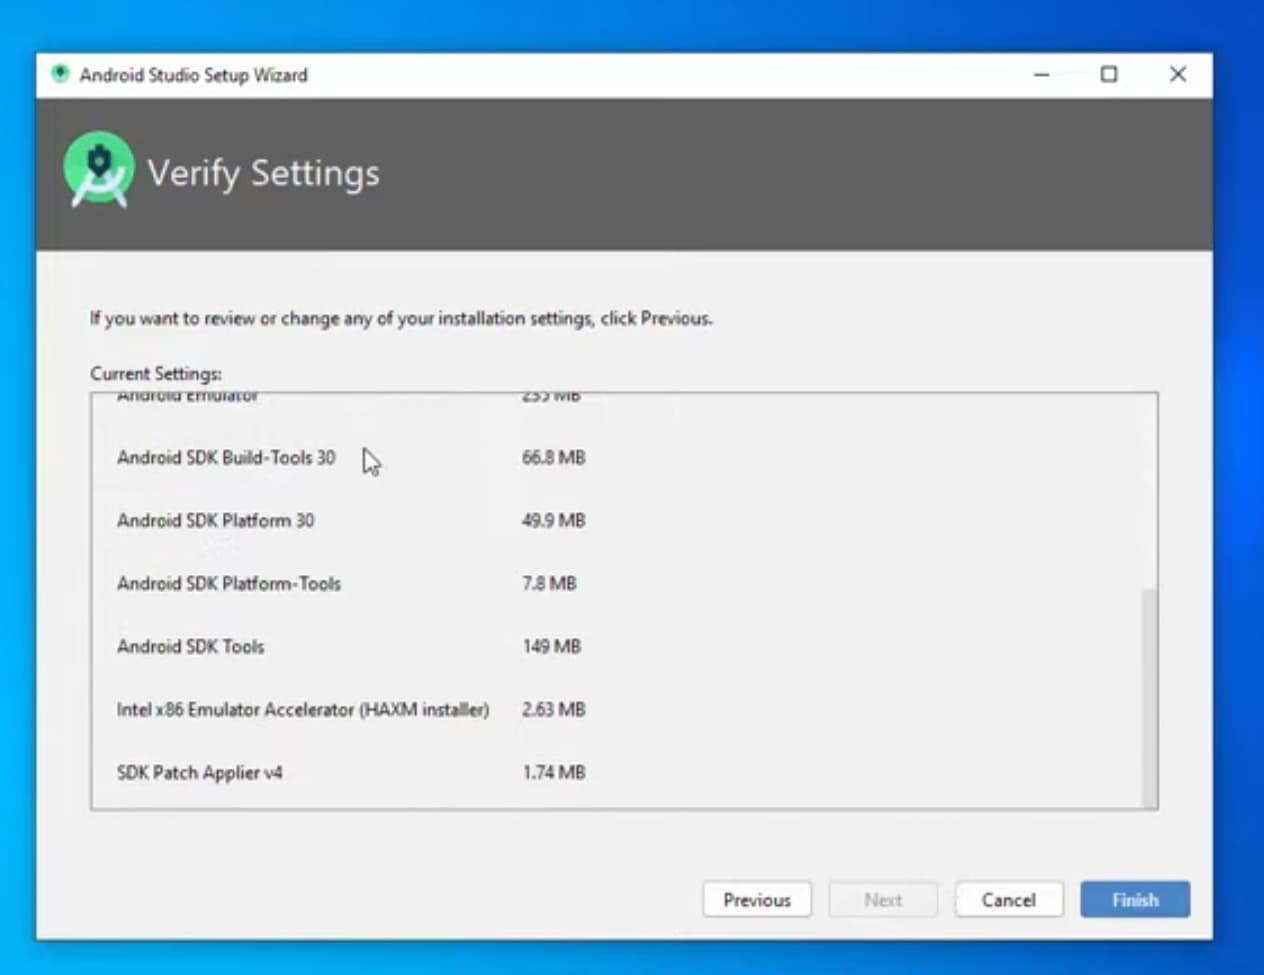 Android Studio Setup Wizard
Verify Settings
If you want to review or change any of your installation settings, click Previous.
Current Settings:
Android Emulator 255 MB
Android SDK Build-Tools 30 66.8 MB
Android SDK Platform 30 49.9 MB
Android SDK Platform-Tools 7.8 MB
Android SDK Tools 149 MB
Intel x86 Emulator Accelerator (HAXM installer) 2.63 MB
SDK Patch Applier v4 1.74 MB
Previous Next Cancel Finish